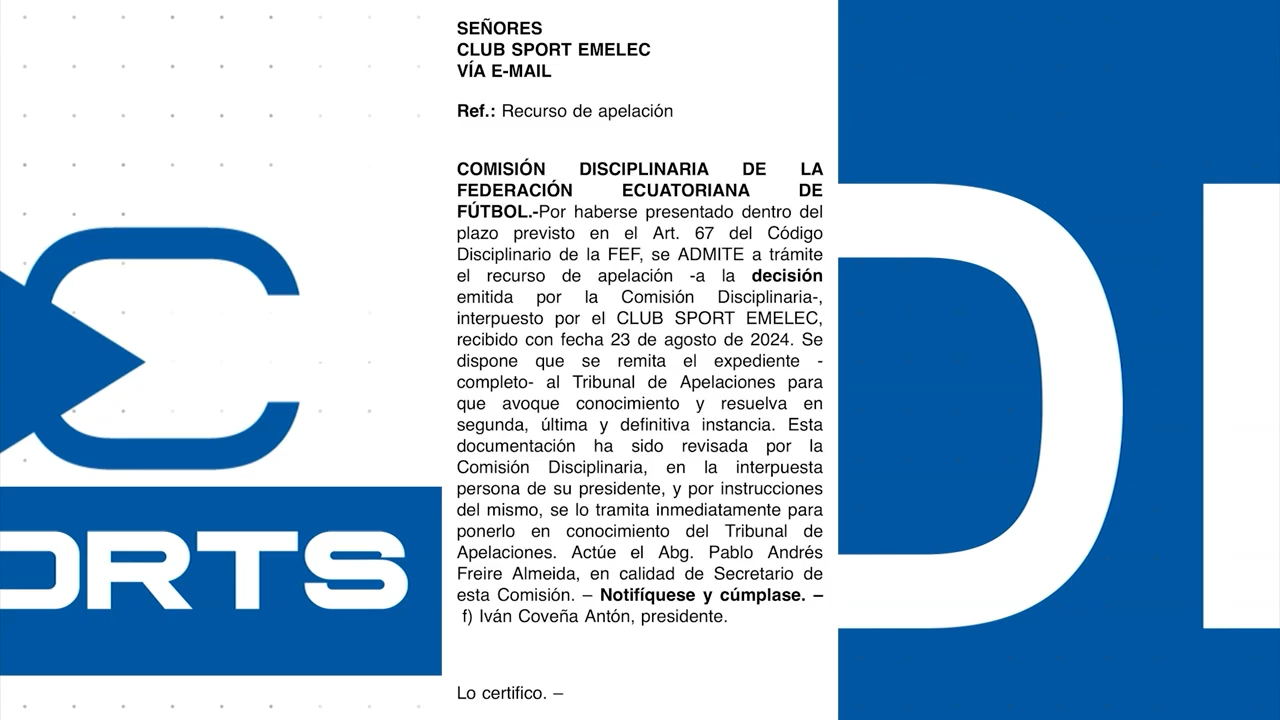 SEÑORES
CLUB SPORT EMELEC
VÍA E-MAIL
Ref.: Recurso de apelación
COMISIÓN DISCIPLINARIA DE LA
FEDERACIÓN ECUATORIANA DE
FÚTBOL.-Por haberse presentado dentro del
plazo previsto en el Art. 67 del Código
Disciplinario de la FEF, se ADMITE a trámite
el recurso de apelación -a la decisión
emitida por la Comisión Disciplinaria-,
interpuesto por el CLUB SPORT EMELEC,
recibido con fecha 23 de agosto de 2024. Se
dispone que se remita el expediente -
completo- al Tribunal de Apelaciones para
que avoque conocimiento y resuelva en
segunda, última y definitiva instancia. Esta
documentación ha sido revisada por la
Comisión Disciplinaria, en la interpuesta
persona de su presidente, y por instrucciones
del mismo, se lo tramita inmediatamente para
ponerlo en conocimiento del Tribunal de
Apelaciones. Actúe el Abg. Pablo Andrés
Freire Almeida, en calidad de Secretario de
esta Comisión. – Notifíquese y cúmplase. –
f) Iván Coveña Antón, presidente.
Lo certifico. –
ORTS
DI